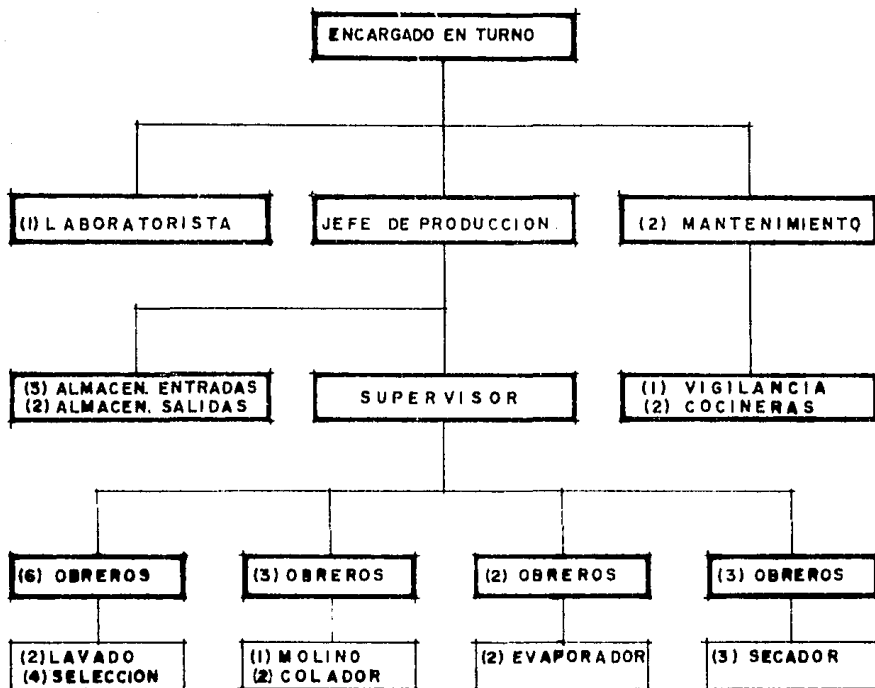 ENCARGADO EN TURNO
(1) LABORATORISTA
JEFE DE PRODUCCION.
(2) MANTENIMIENTO
(3) ALMACEN. ENTRADAS
(2) ALMACEN. SALIDAS
SUPERVISOR
(1) VIGILANCIA
(2) COCINERAS
(6) OBREROS
(3) OBREROS
(2) OBREROS
(3) OBREROS
(2) LAVADO
(4) SELECCION
(1) MOLINO
(2) COLADOR
(2) EVAPORADOR
(3) SECADOR